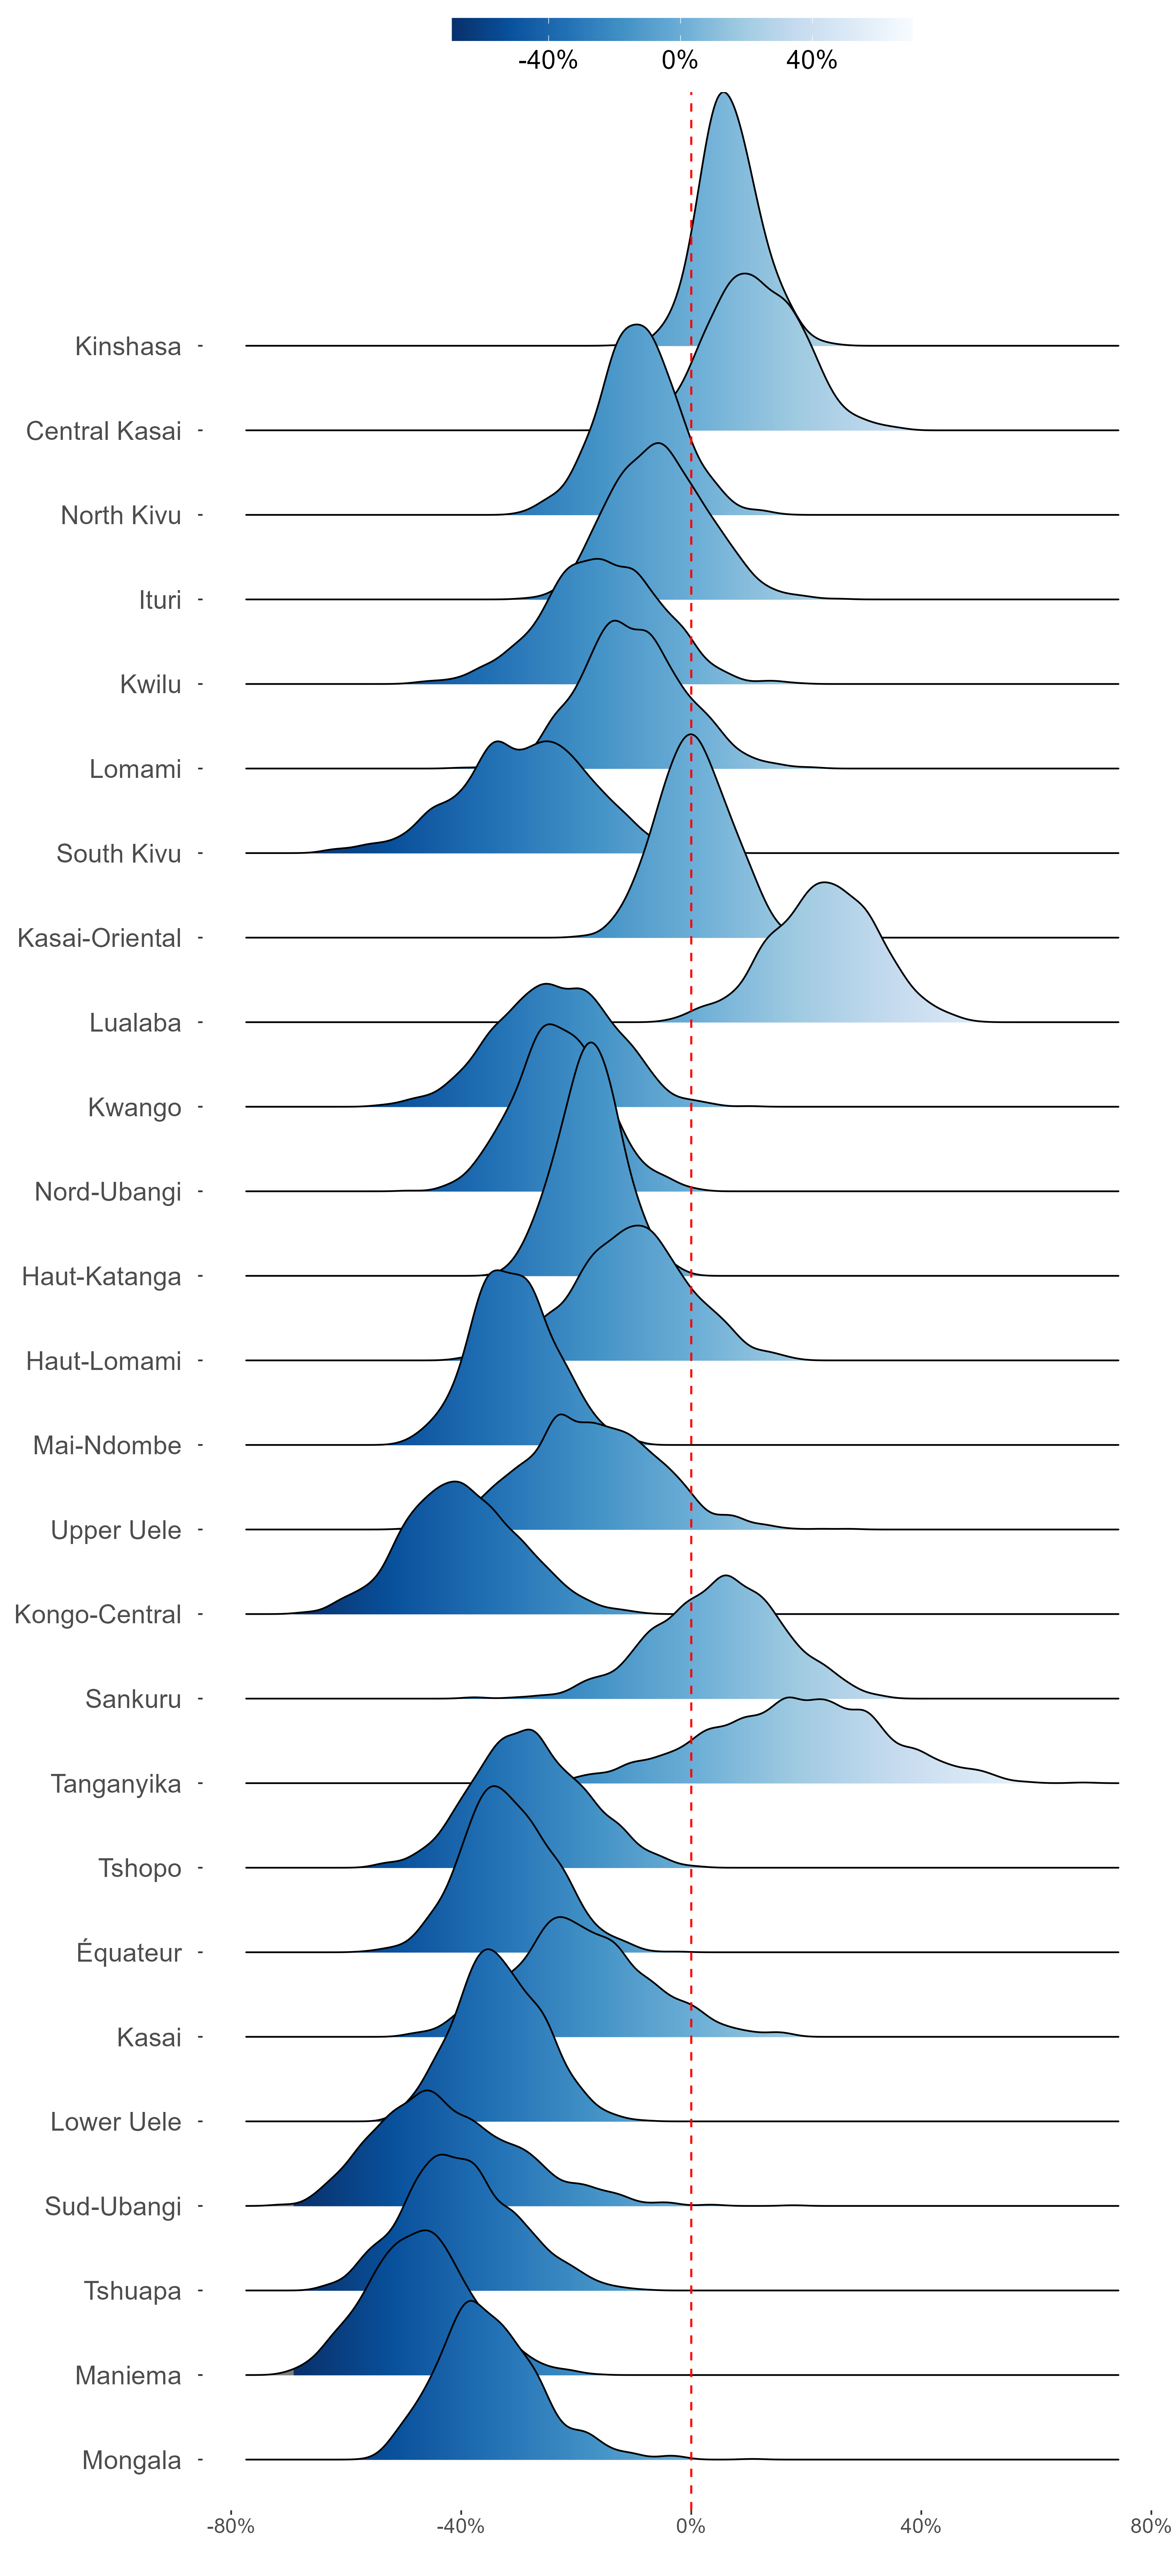 -40% 0% 40%
Kinshasa
Central Kasai
North Kivu
Ituri
Kwilu
Lomami
South Kivu
Kasai-Oriental
Lualaba
Kwango
Nord-Ubangi
Haut-Katanga
Haut-Lomami
Mai-Ndombe
Upper Uele
Kongo-Central
Sankuru
Tanganyika
Tshopo
Équateur
Kasai
Lower Uele
Sud-Ubangi
Tshuapa
Maniema
Mongala
-80% -40% 0% 40% 80%